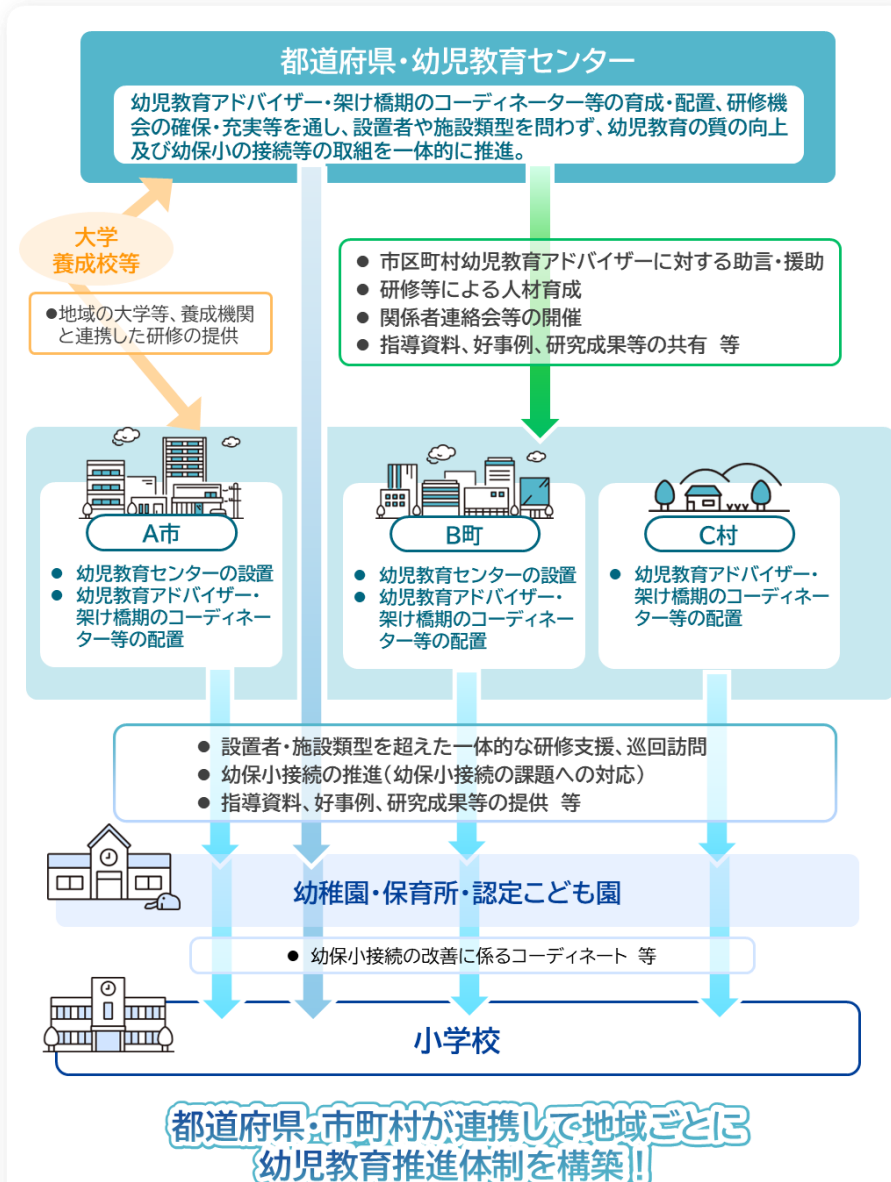 都道府県・幼児教育センター
幼児教育アドバイザー・架け橋期のコーディネーター等の育成・配置、研修機
会の確保・充実等を通し、設置者や施設類型を問わず、幼児教育の質の向上
及び幼保小の接続等の取組を一体的に推進。
大学
養成校等
●地域の大学等、養成機関
と連携した研修の提供
● 市区町村幼児教育アドバイザーに対する助言・援助
● 研修等による人材育成
● 関係者連絡会等の開催
● 指導資料、好事例、研究成果等の共有 等
A市
● 幼児教育センターの設置
● 幼児教育アドバイザー・
架け橋期のコーディネー
ター等の配置
B町
● 幼児教育センターの設置
● 幼児教育アドバイザー・
架け橋期のコーディネー
ター等の配置
C村
● 幼児教育アドバイザー・
架け橋期のコーディネー
ター等の配置
● 設置者・施設類型を超えた一体的な研修支援、巡回訪問
● 幼保小接続の推進(幼保小接続の課題への対応)
● 指導資料、好事例、研究成果等の提供 等
幼稚園・保育所・認定こども園
● 幼保小接続の改善に係るコーディネート 等
小学校
都道府県・市町村が連携して地域ごとに
幼児教育推進体制を構築!